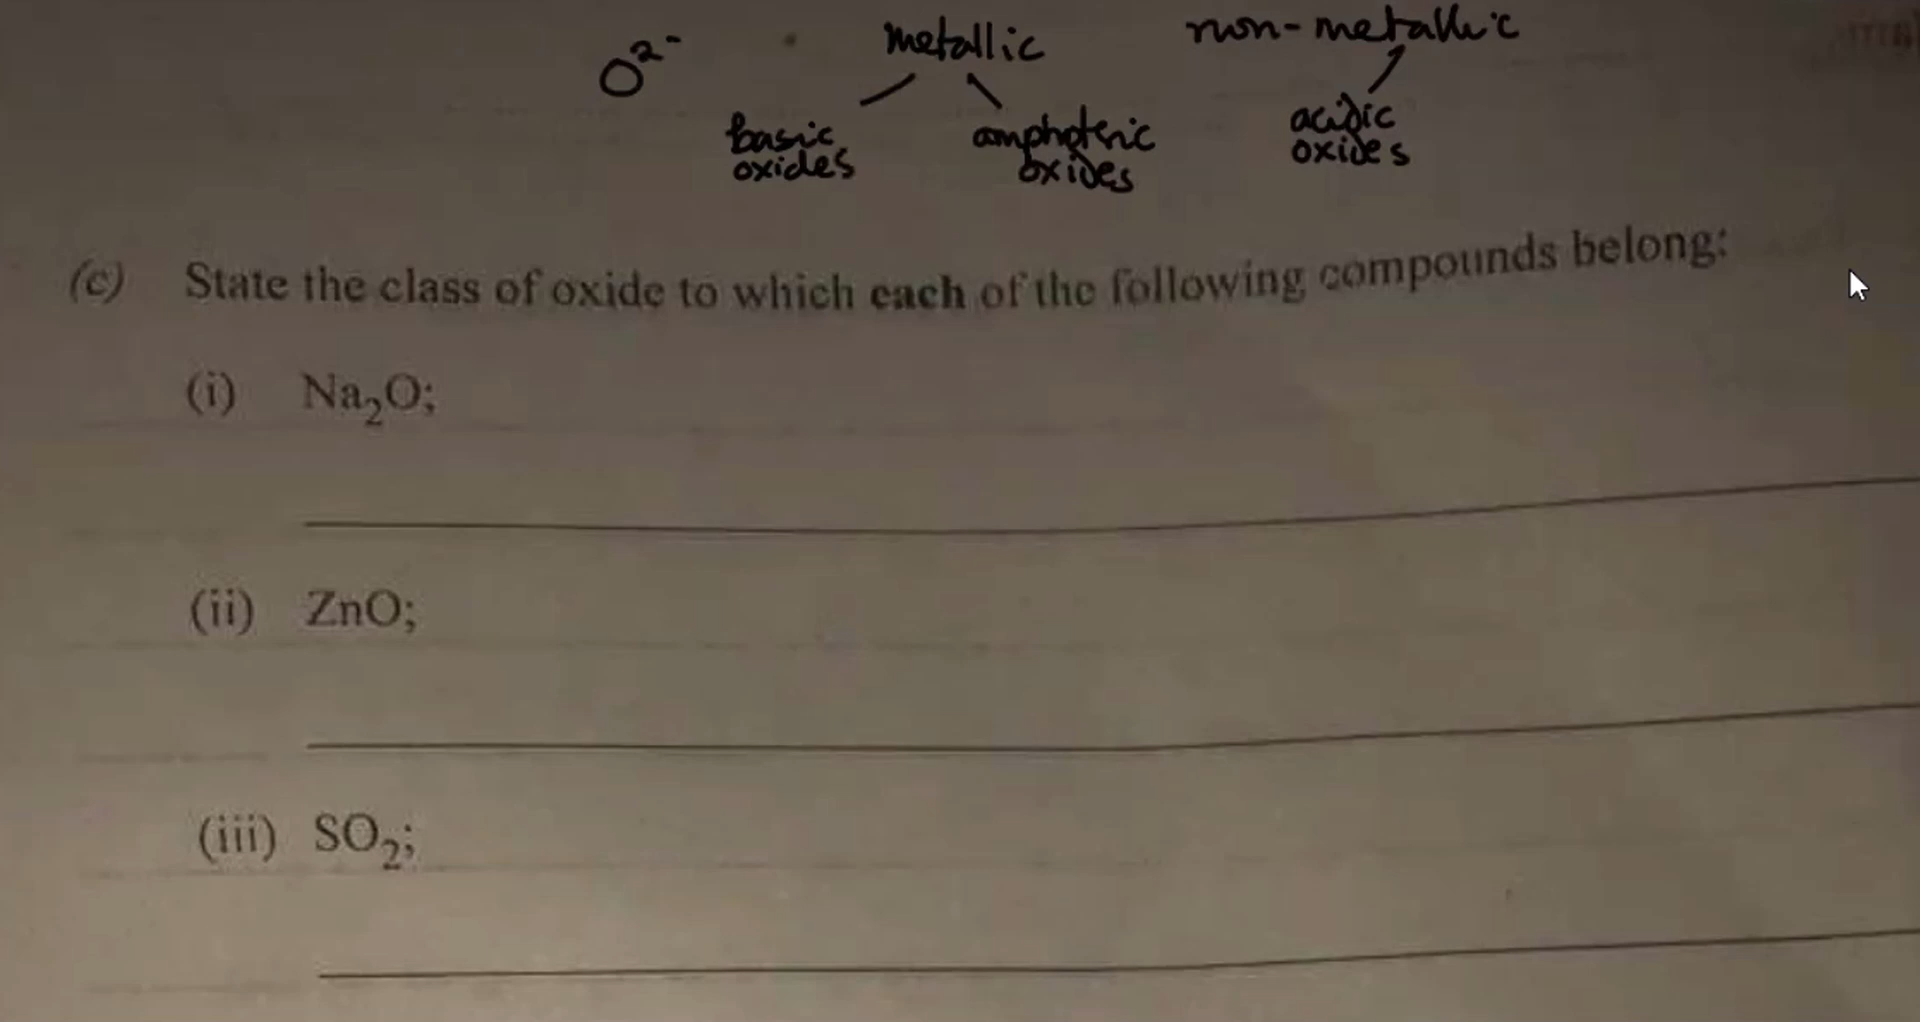 O²⁻ metallic non-metallic
basic oxides amphoteric oxides acidic oxides
(c) State the class of oxide to which each of the following compounds belong:
(i) Na₂O;
(ii) ZnO;
(iii) SO₂;